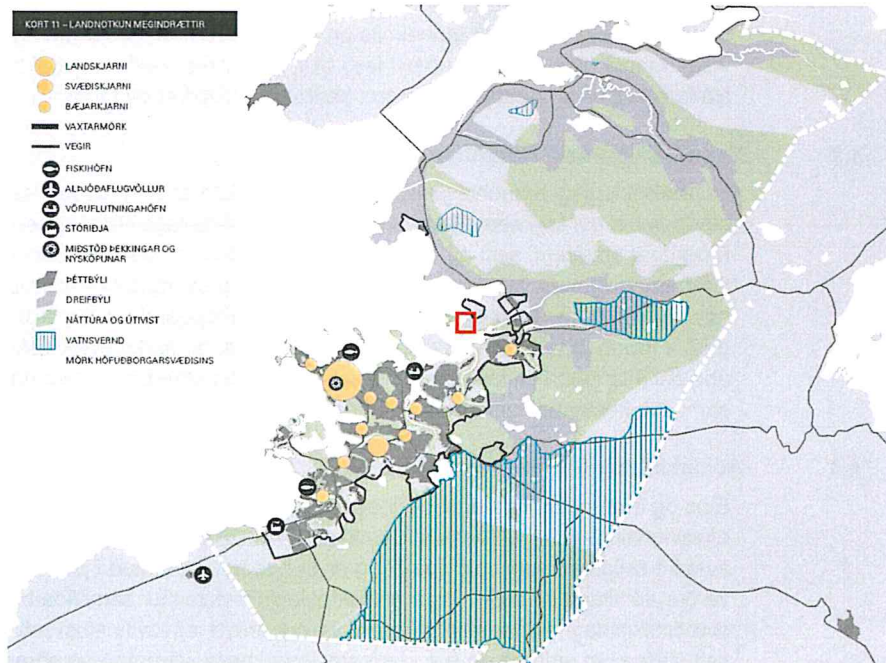 KORT 11 – LANDNOTKUN MEGINDRÆTTIR
LANDSKJARNI
SVÆÐISKJARNI
BÆJARKJARNI
VAXTARMÖRK
VEGIR
FISKIHÖFN
ALÞJÓÐAFLUGVÖLLUR
VÖRUFLUTNINGAHÖFN
STÓRIÐJA
MIÐSTÖÐ ÞEKKINGAR OG
NÝSKÖPUNAR
ÞÉTTBÝLI
DREIFBÝLI
NÁTTÚRA OG ÚTIVIST
VATNSVERND
MÖRK HÖFUÐBORGARSVÆÐISINS